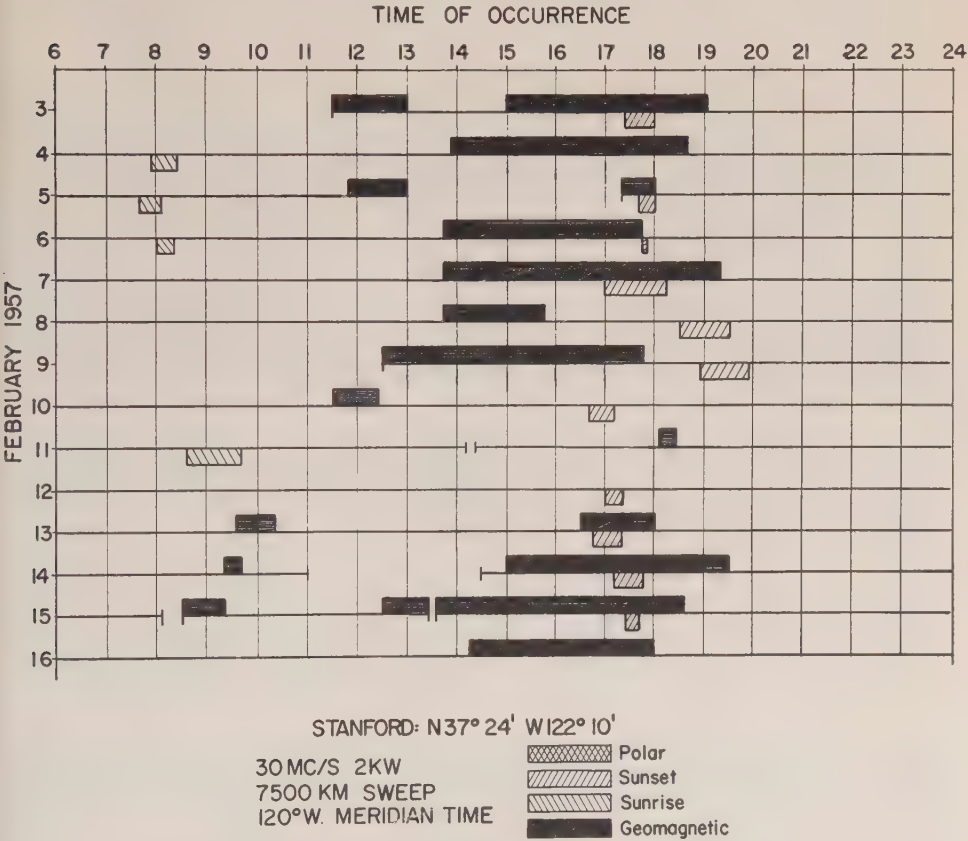 TIME OF OCCURRENCE
6 7 8 9 10 11 12 13 14 15 16 17 18 19 20 21 22 23 24
FEBRUARY 1957
3
4
5
6
7
8
9
10
11
12
13
14
15
16
STANFORD: N37° 24' W122° 10'
30 MC/S 2KW
7500 KM SWEEP
120°W. MERIDIAN TIME
Polar
Sunset
Sunrise
Geomagnetic